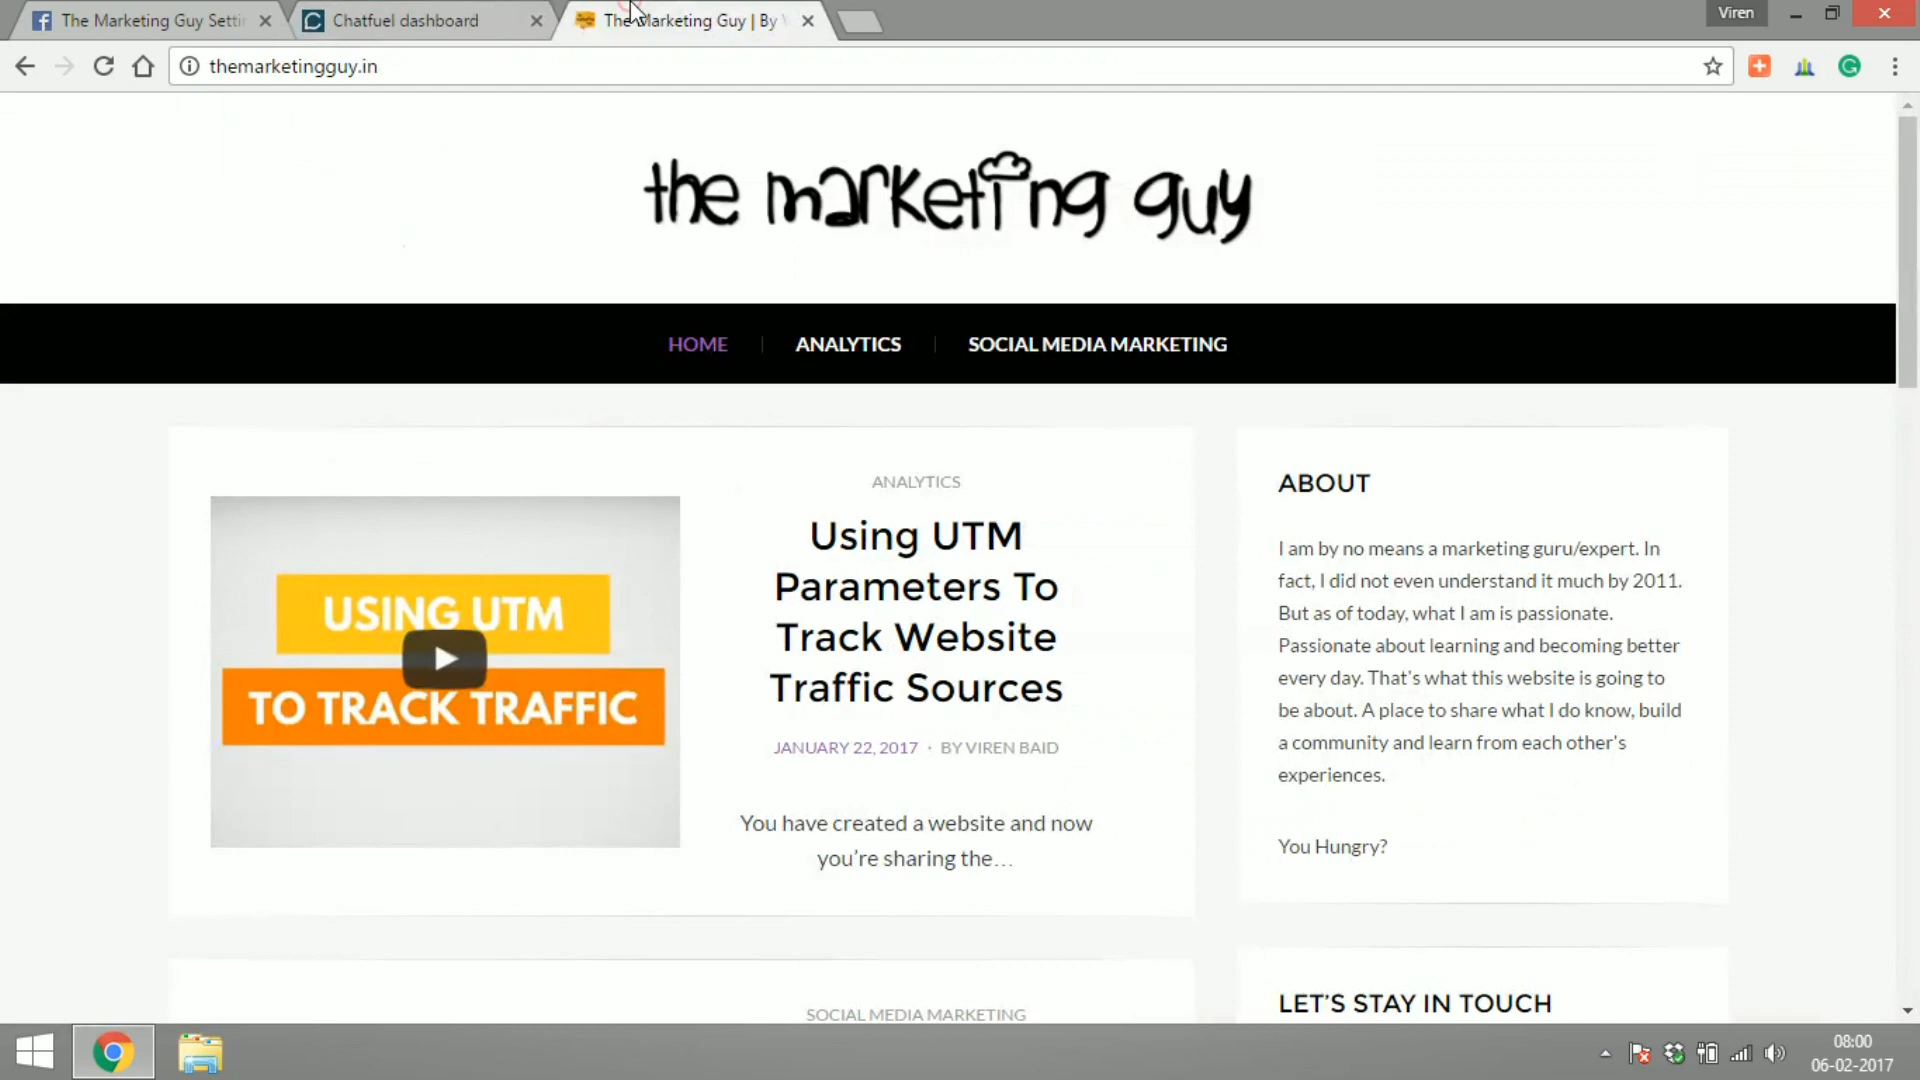 The Marketing Guy Setti
Chatfuel dashboard
The Marketing Guy | By
Viren
themarketingguy.in
the marketing guy
HOME
ANALYTICS
SOCIAL MEDIA MARKETING
USING UTM
TO TRACK TRAFFIC
ANALYTICS
Using UTM
Parameters To
Track Website
Traffic Sources
JANUARY 22, 2017 · BY VIREN BAID
You have created a website and now
you're sharing the…
SOCIAL MEDIA MARKETING
ABOUT
I am by no means a marketing guru/expert. In
fact, I did not even understand it much by 2011.
But as of today, what I am is passionate.
Passionate about learning and becoming better
every day. That's what this website is going to
be about. A place to share what I do know, build
a community and learn from each other's
experiences.
You Hungry?
LET'S STAY IN TOUCH
08:00
06-02-2017